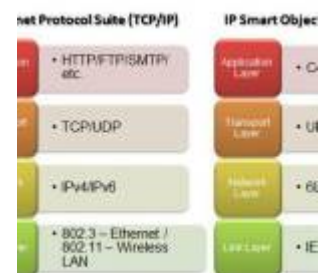 net Protocol Suite (TCP/IP)
• HTTP/FTP/SMTP/
etc.
• TCP/UDP
• IPv4/IPv6
• 802.3 – Ethernet /
802.11 – Wireless
LAN
IP Smart Object
Application
Layer
Transport
Layer
Network
Layer
Link Layer